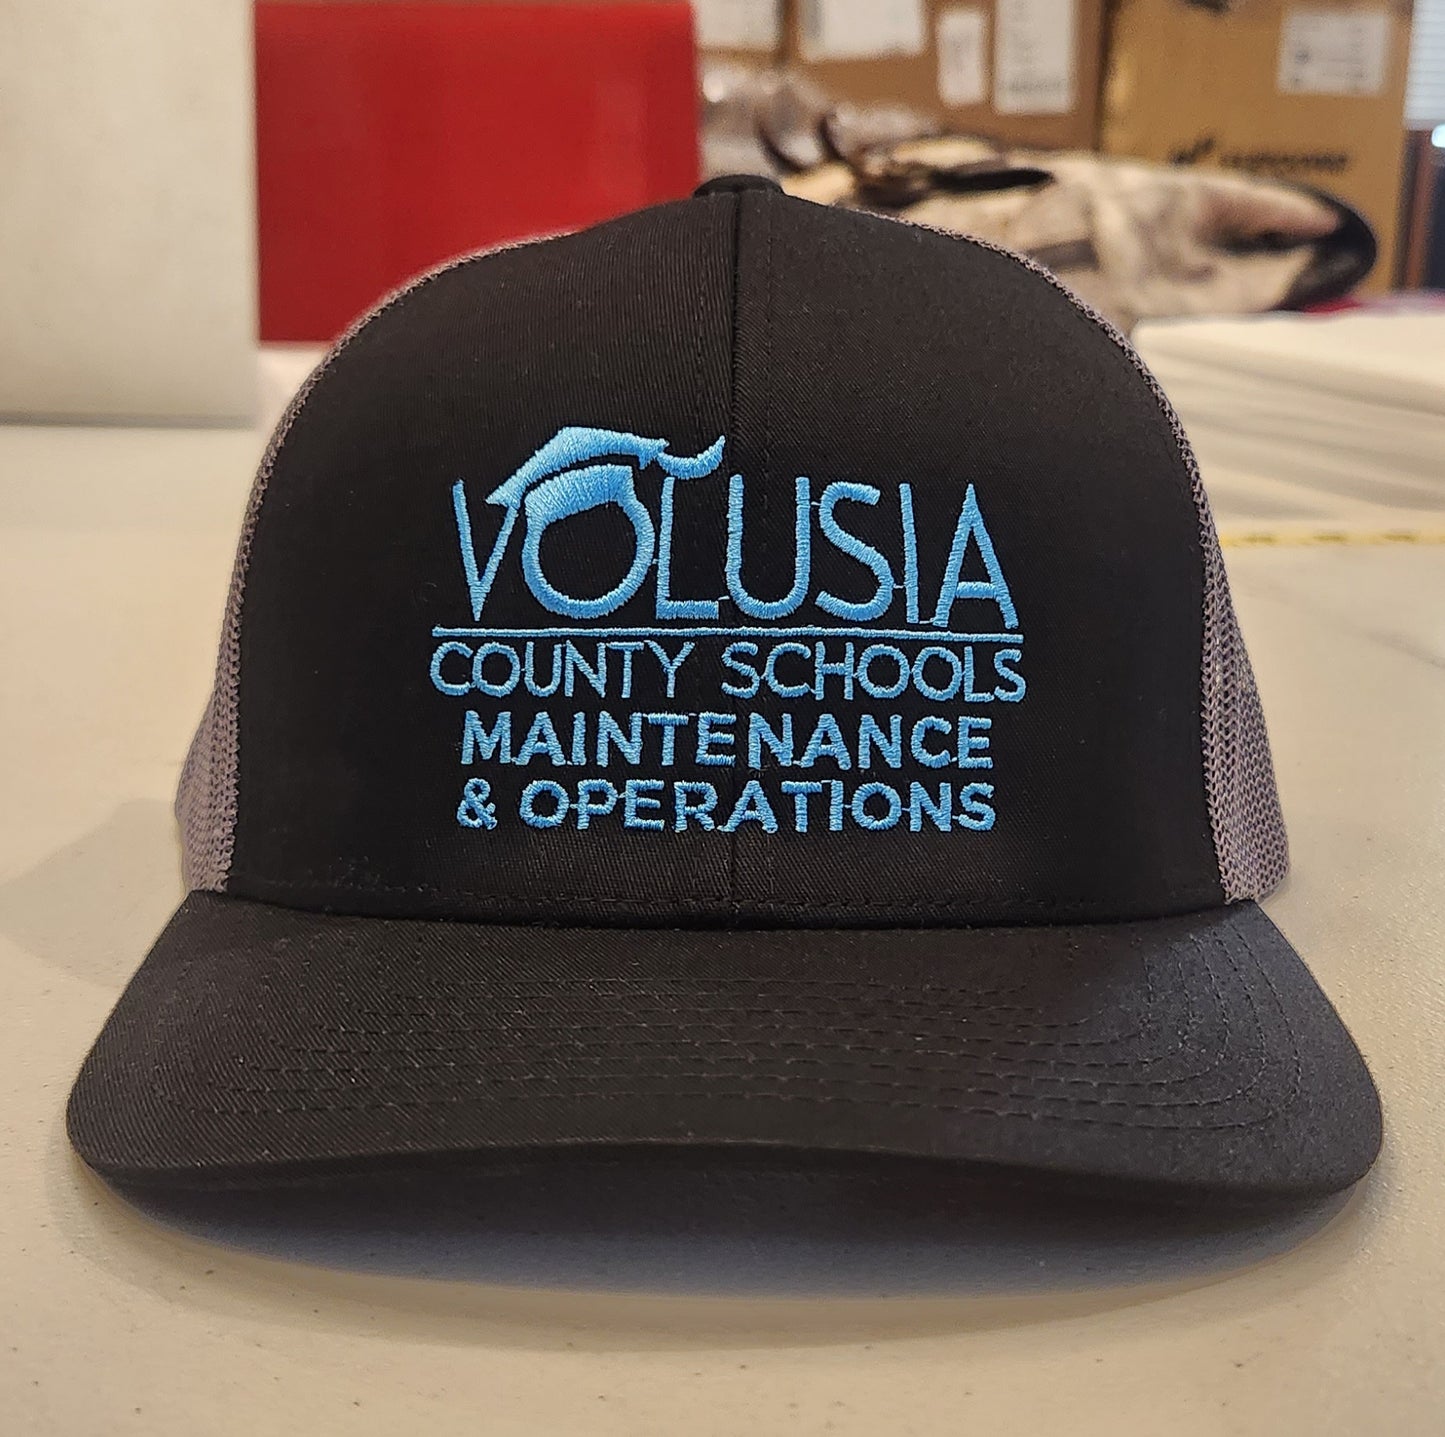 VOLUSIA
COUNTY SCHOOLS
MAINTENANCE
& OPERATIONS